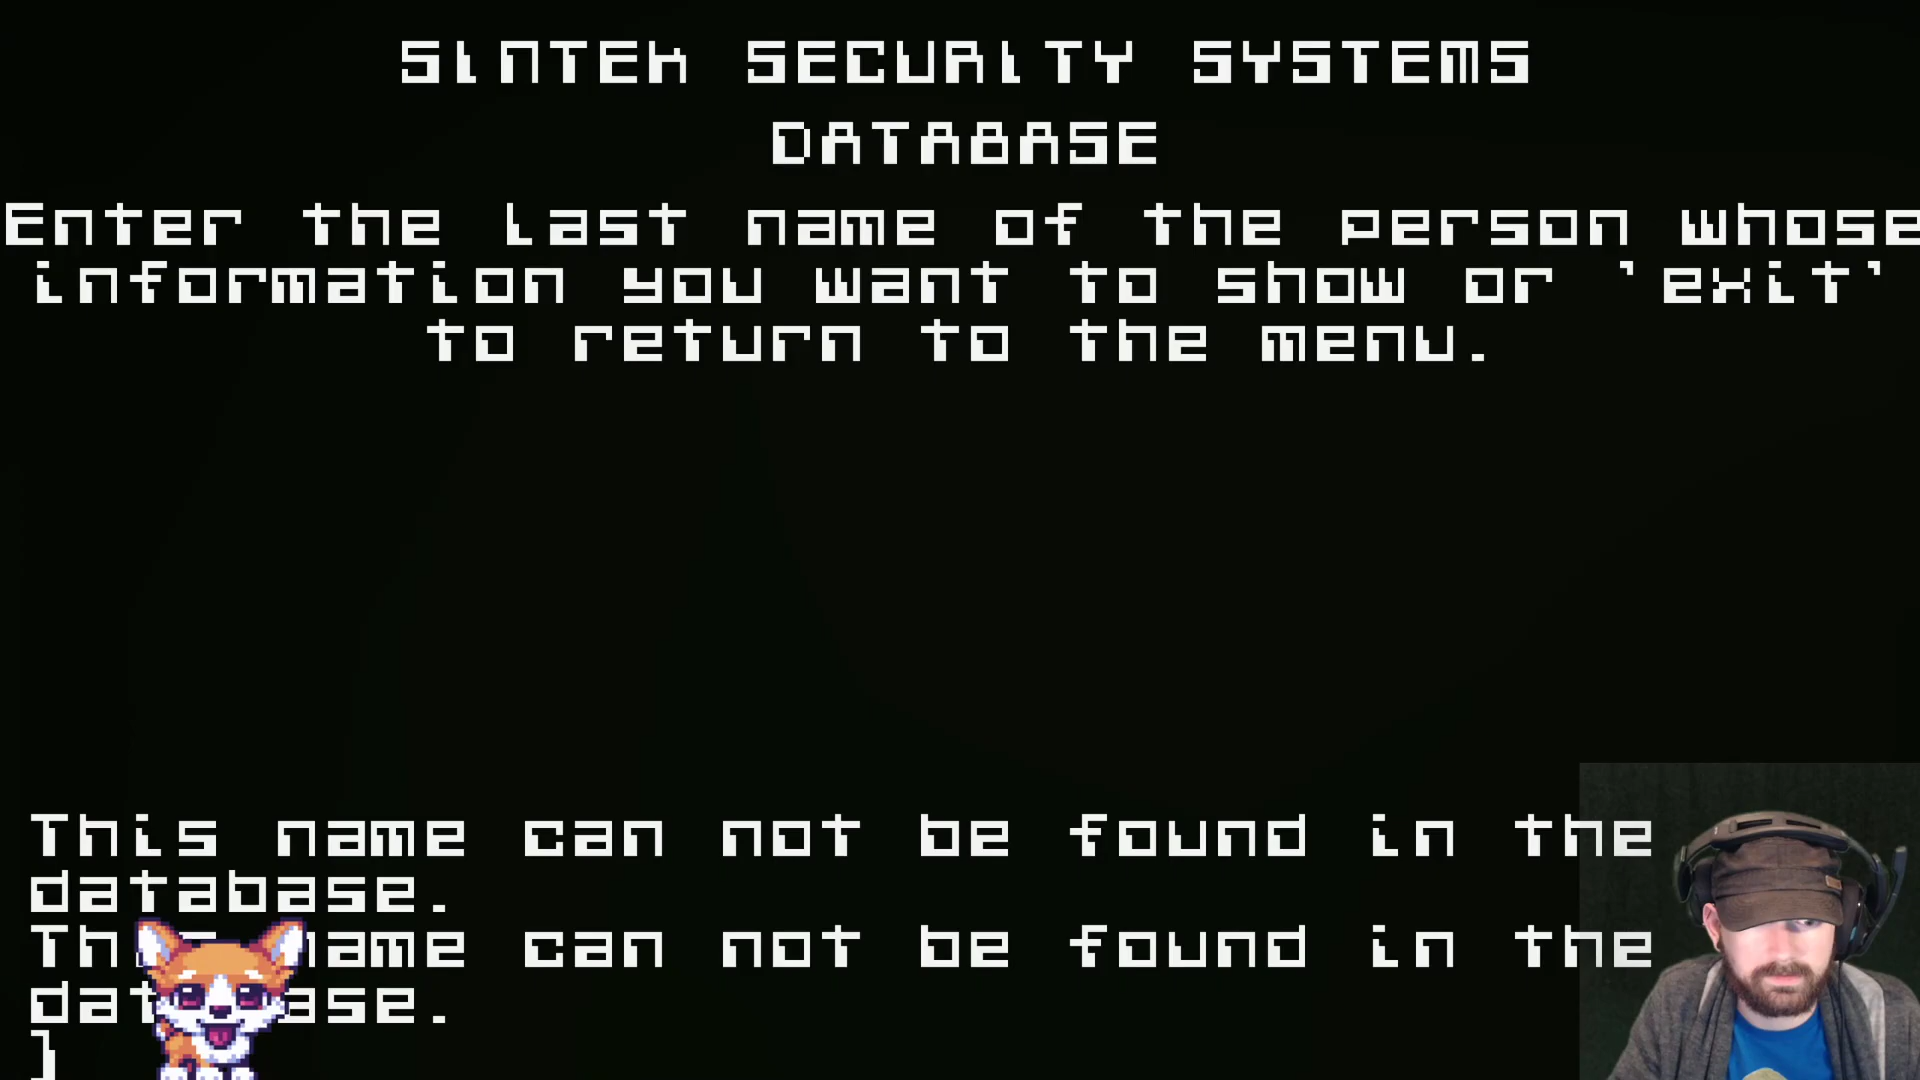 SiNTEK SECURiTY SYSTEMS
DATABASE
Enter the last name of the person whose
information you want to show or 'exit'
to return to the menu.
This name can not be found in the
database.
name can not be found in the
]